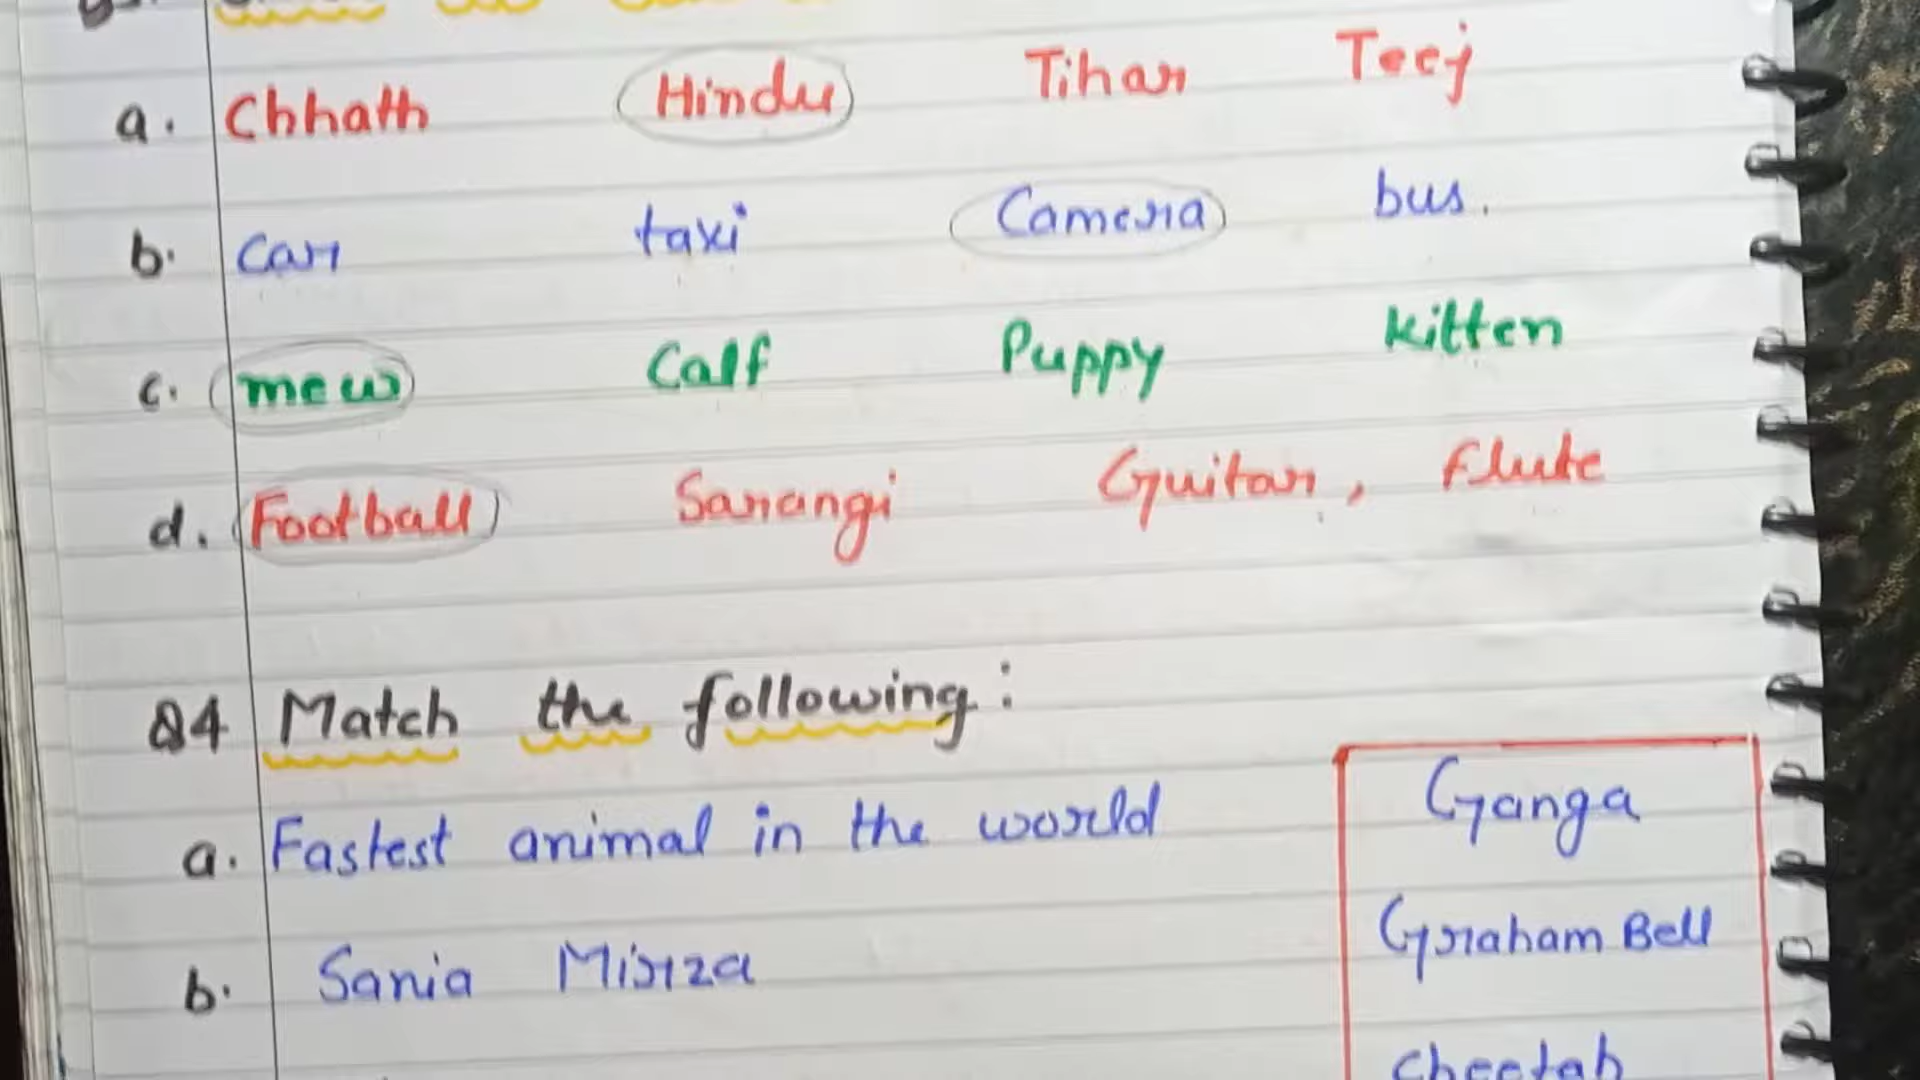 a. Chhath Hindu Tihar Teej
b. Car taxi Camera bus.
c. mew Calf Puppy Kitten
d. Football Sarangi Guitar, Flute
Q4 Match the following:
a. Fastest animal in the world Ganga
Graham Bell
b. Sania Mirza
Cheetah